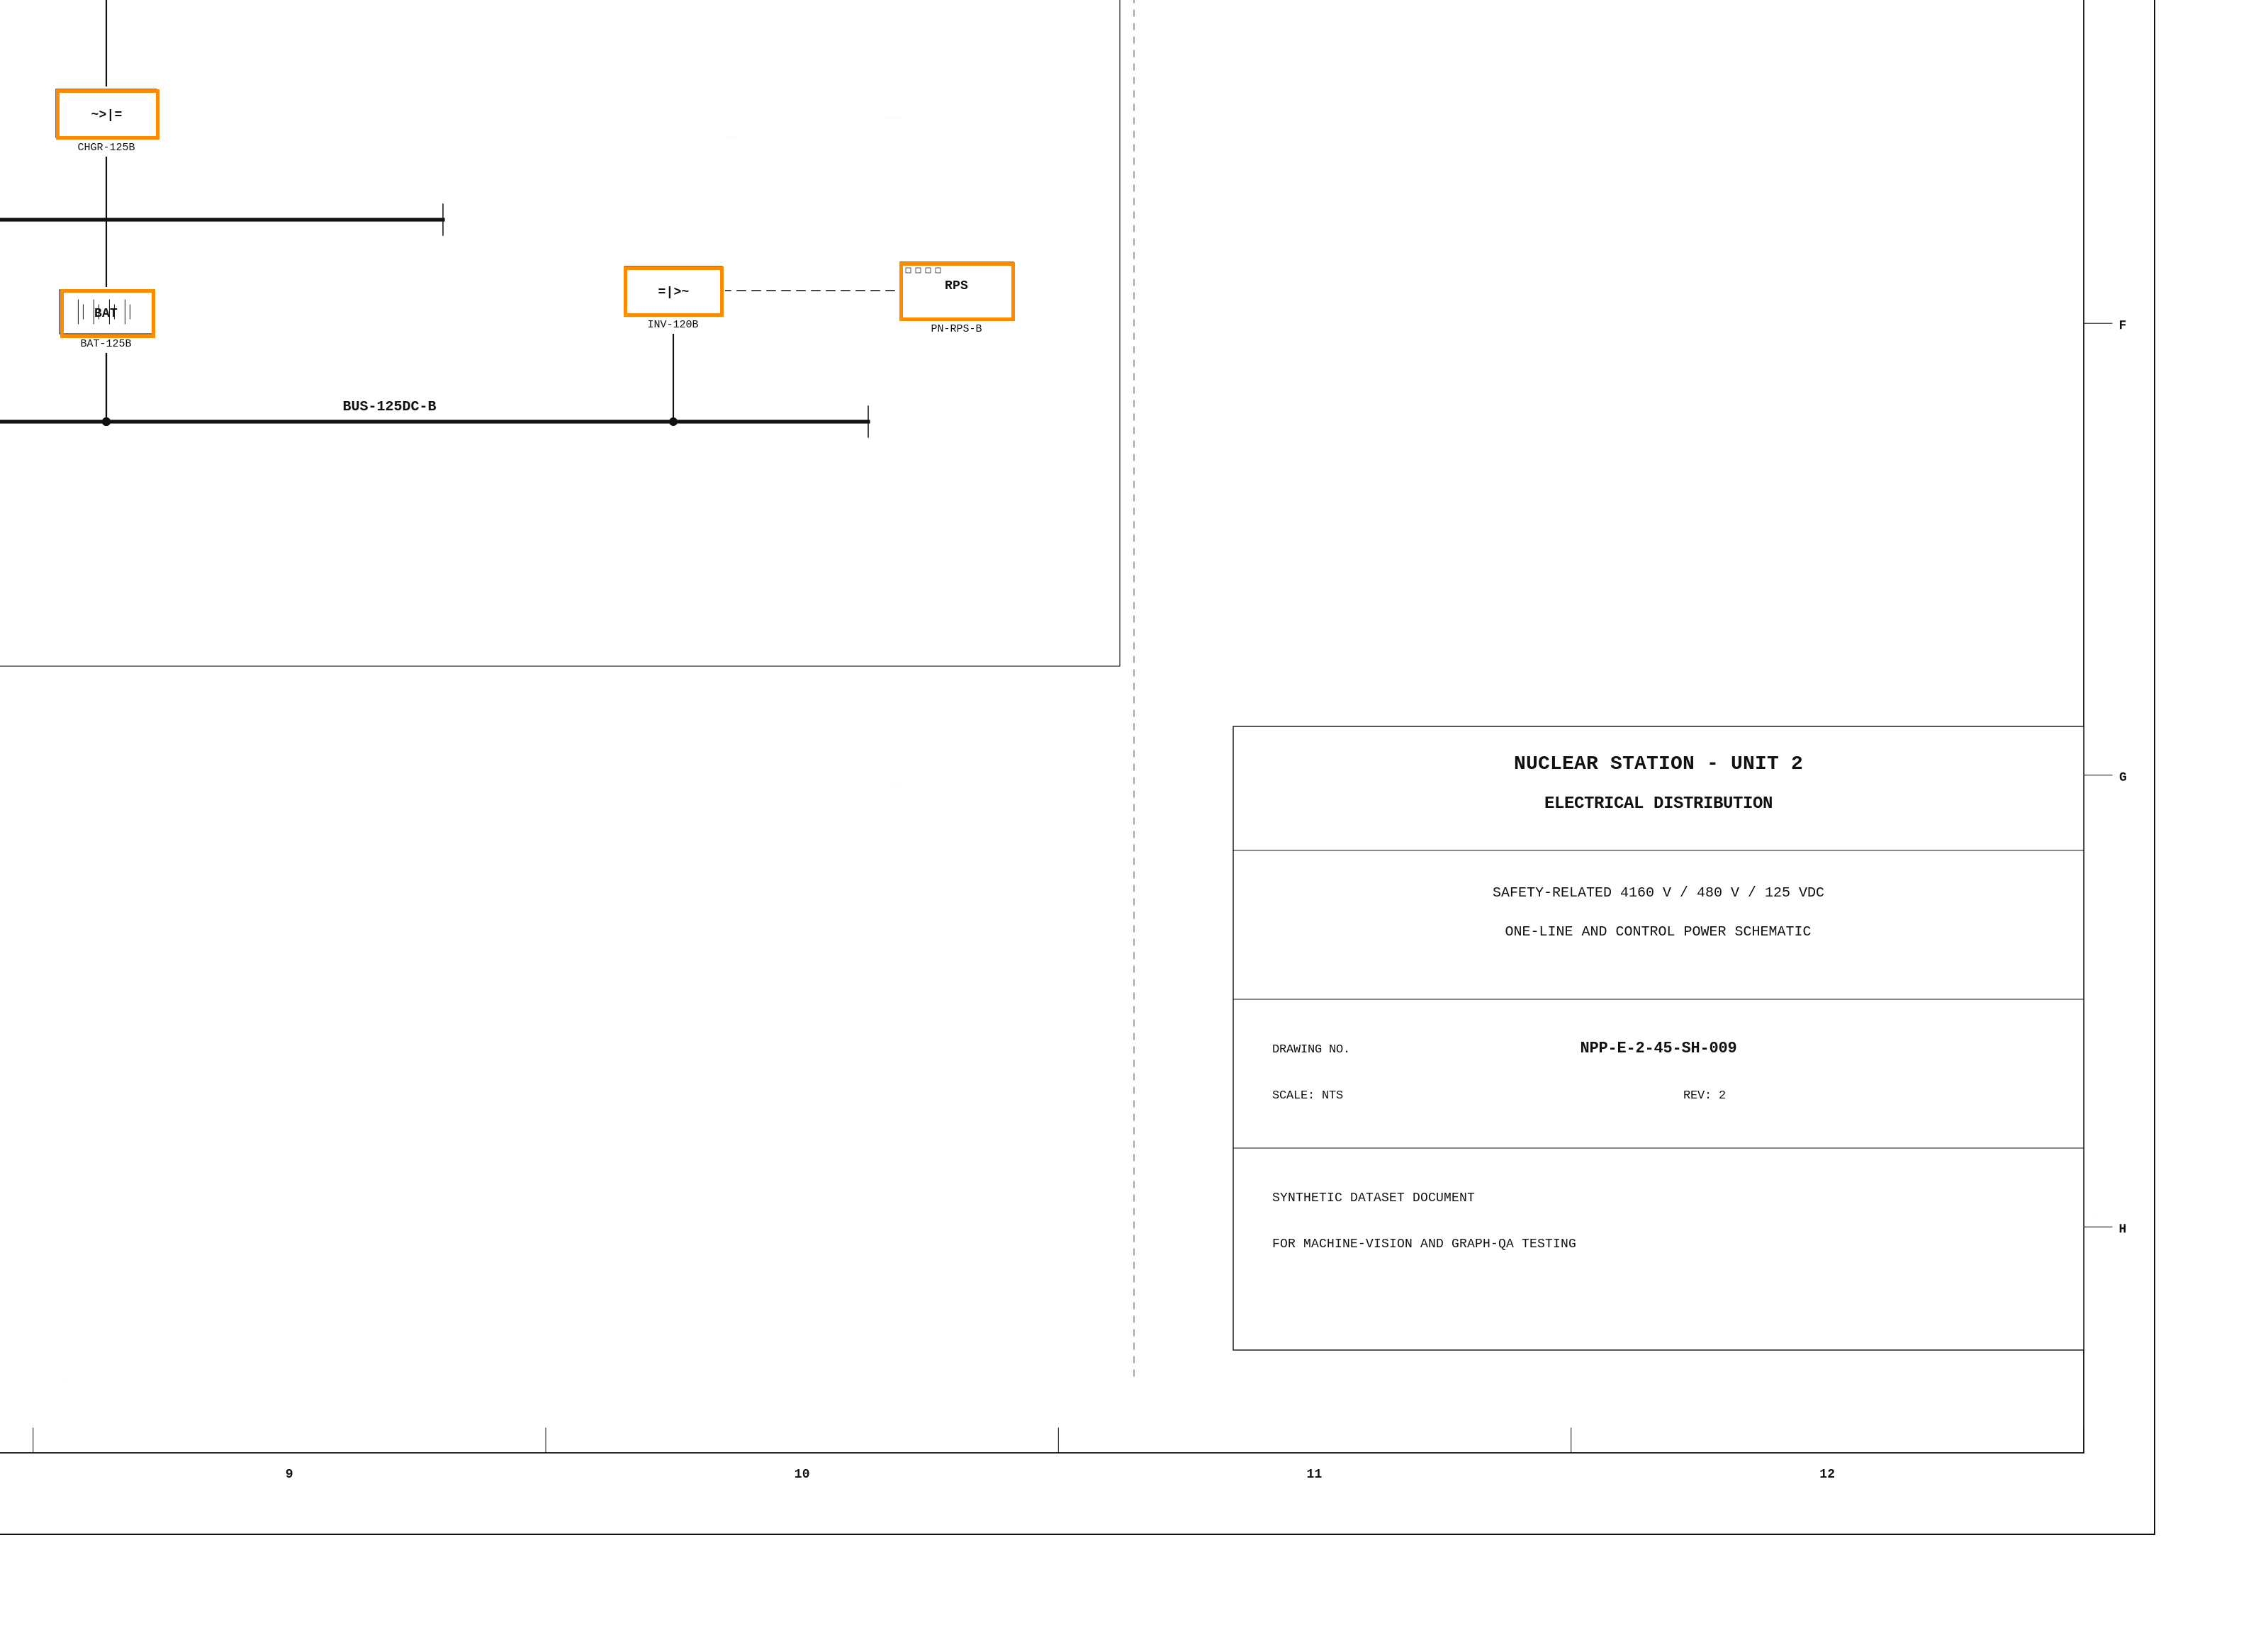 ~>|=
CHGR-125B
BAT
BAT-125B
=|>~
INV-120B
RPS
PN-RPS-B
BUS-125DC-B
F
G
H
NUCLEAR STATION - UNIT 2
ELECTRICAL DISTRIBUTION
SAFETY-RELATED 4160 V / 480 V / 125 VDC
ONE-LINE AND CONTROL POWER SCHEMATIC
DRAWING NO. NPP-E-2-45-SH-009
SCALE: NTS REV: 2
SYNTHETIC DATASET DOCUMENT
FOR MACHINE-VISION AND GRAPH-QA TESTING
9 10 11 12